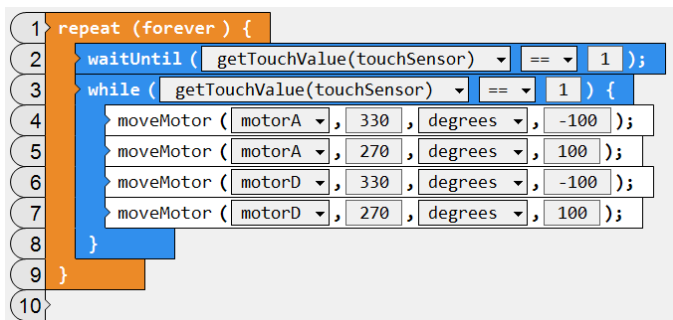 1 repeat (forever ) {
2 waitUntil ( getTouchValue(touchSensor) == 1 );
3 while ( getTouchValue(touchSensor) == 1 ) {
4 moveMotor ( motorA , 330 , degrees , -100 );
5 moveMotor ( motorA , 270 , degrees , 100 );
6 moveMotor ( motorD , 330 , degrees , -100 );
7 moveMotor ( motorD , 270 , degrees , 100 );
8 }
9 }
10